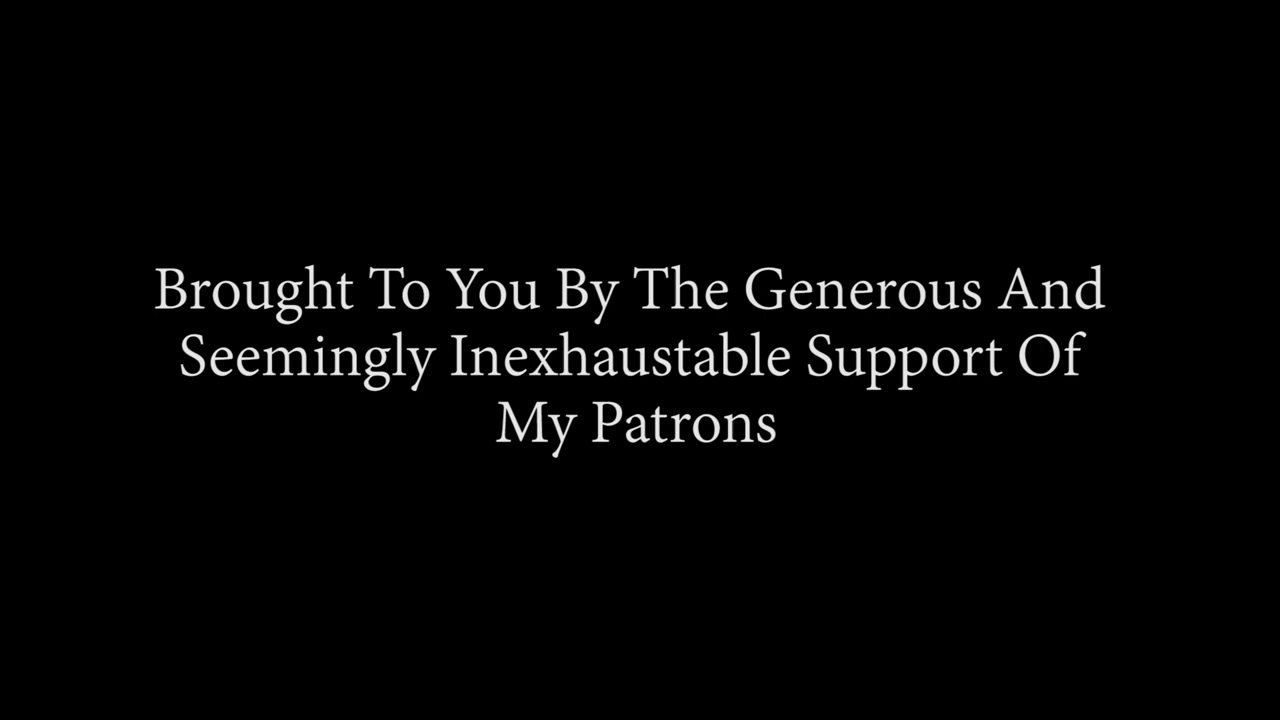 Brought To You By The Generous And
Seemingly Inexhaustable Support Of
My Patrons